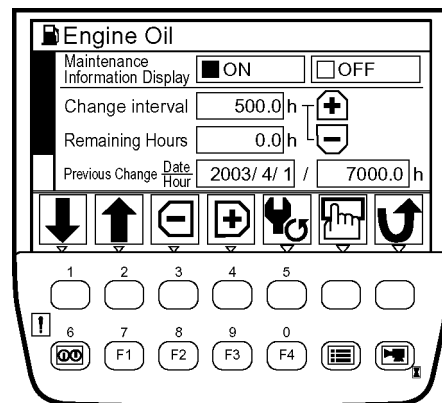 Engine Oil
Maintenance Information Display ON OFF
Change interval 500.0 h
Remaining Hours 0.0 h
Previous Change Date Hour 2003/ 4/ 1 / 7000.0 h
1 2 3 4 5
!
6 7 8 9 0
F1 F2 F3 F4